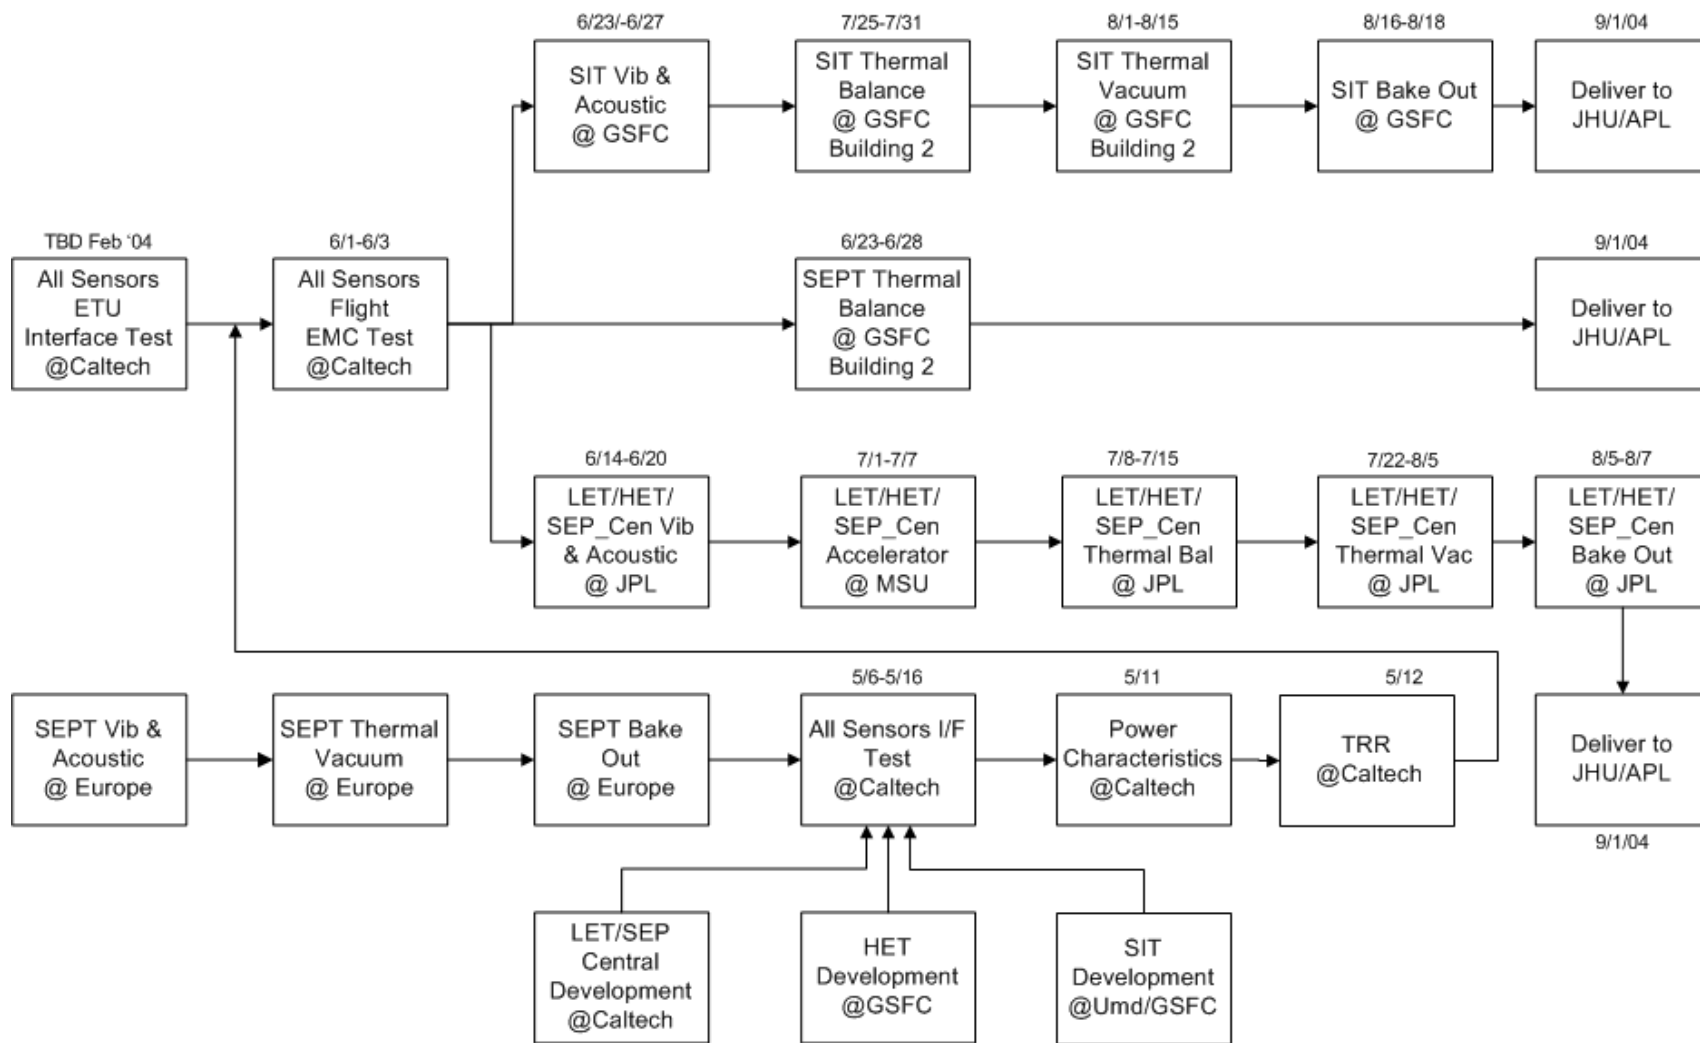 6/23/-6/27
SIT Vib &
Acoustic
@ GSFC
7/25-7/31
SIT Thermal
Balance
@ GSFC
Building 2
8/1-8/15
SIT Thermal
Vacuum
@ GSFC
Building 2
8/16-8/18
SIT Bake Out
@ GSFC
9/1/04
Deliver to
JHU/APL
TBD Feb '04
All Sensors
ETU
Interface Test
@Caltech
6/1-6/3
All Sensors
Flight
EMC Test
@Caltech
6/23-6/28
SEPT Thermal
Balance
@ GSFC
Building 2
9/1/04
Deliver to
JHU/APL
6/14-6/20
LET/HET/
SEP_Cen Vib
& Acoustic
@ JPL
7/1-7/7
LET/HET/
SEP_Cen
Accelerator
@ MSU
7/8-7/15
LET/HET/
SEP_Cen
Thermal Bal
@ JPL
7/22-8/5
LET/HET/
SEP_Cen
Thermal Vac
@ JPL
8/5-8/7
LET/HET/
SEP_Cen
Bake Out
@ JPL
SEPT Vib &
Acoustic
@ Europe
SEPT Thermal
Vacuum
@ Europe
SEPT Bake
Out
@ Europe
5/6-5/16
All Sensors I/F
Test
@Caltech
5/11
Power
Characteristics
@Caltech
5/12
TRR
@Caltech
Deliver to
JHU/APL
9/1/04
LET/SEP
Central
Development
@Caltech
HET
Development
@GSFC
SIT
Development
@Umd/GSFC